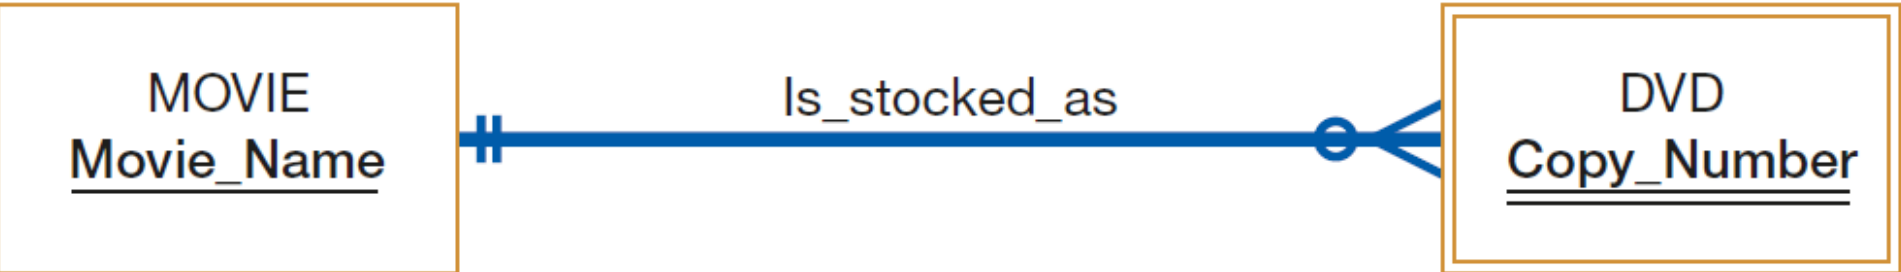 MOVIE
Movie_Name
Is_stocked_as
DVD
Copy_Number